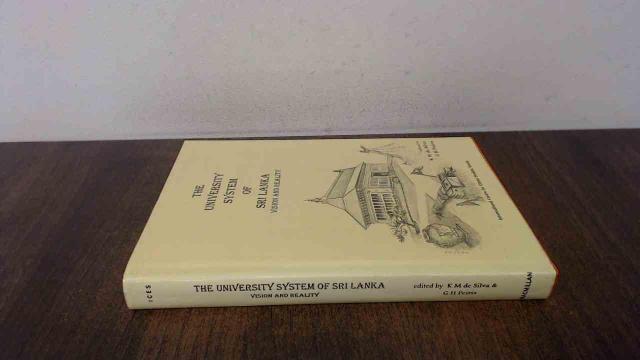 THE
UNIVERSITY
SYSTEM
OF
SRI LANKA
VISION AND REALITY
ICES
THE UNIVERSITY SYSTEM OF SRI LANKA
VISION AND REALITY
edited by K M de Silva &
G H Peiris
MACMILLAN